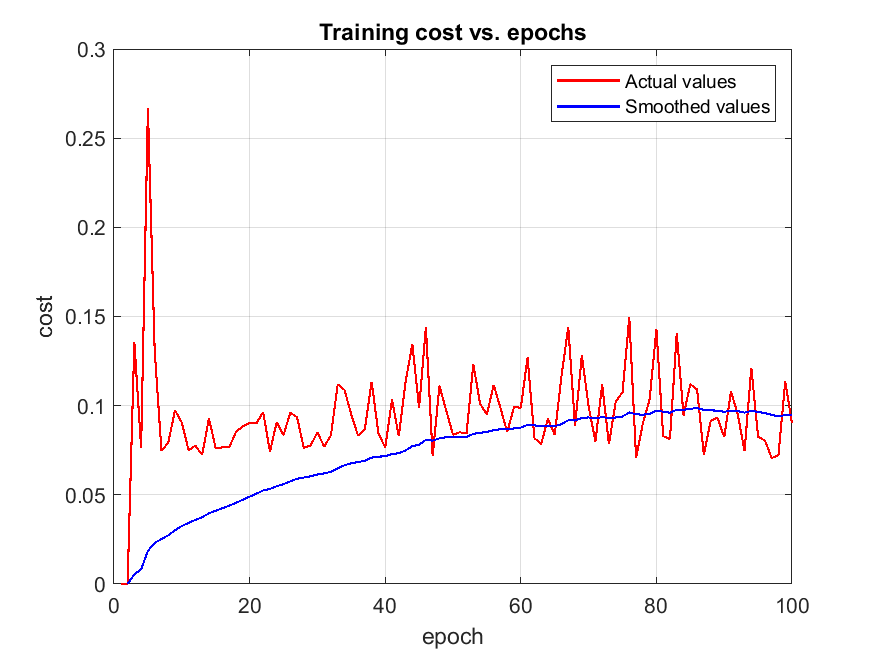 Training cost vs. epochs
0.3
Actual values
Smoothed values
0.25
0.2
0.15
0.1
0.05
0
0 20 40 60 80 100
cost
epoch